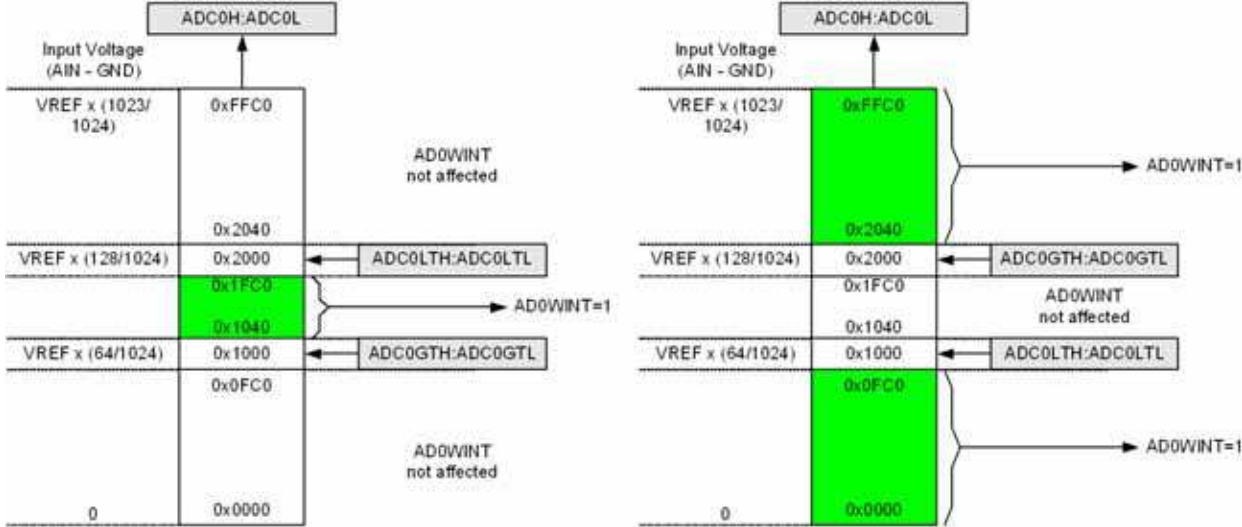 ADC0H:ADC0L
Input Voltage
(AIN - GND)
VREF x (1023/
1024)
0xFFC0
AD0WINT
not affected
0x2040
VREF x (128/1024)
0x2000
ADC0LTH:ADC0LTL
0x1FC0
AD0WINT=1
0x1040
VREF x (64/1024)
0x1000
ADC0GTH:ADC0GTL
0x0FC0
AD0WINT
not affected
0
0x0000
ADC0H:ADC0L
Input Voltage
(AIN - GND)
VREF x (1023/
1024)
0xFFC0
AD0WINT=1
0x2040
VREF x (128/1024)
0x2000
ADC0GTH:ADC0GTL
0x1FC0
AD0WINT
not affected
0x1040
VREF x (64/1024)
0x1000
ADC0LTH:ADC0LTL
0x0FC0
AD0WINT=1
0
0x0000